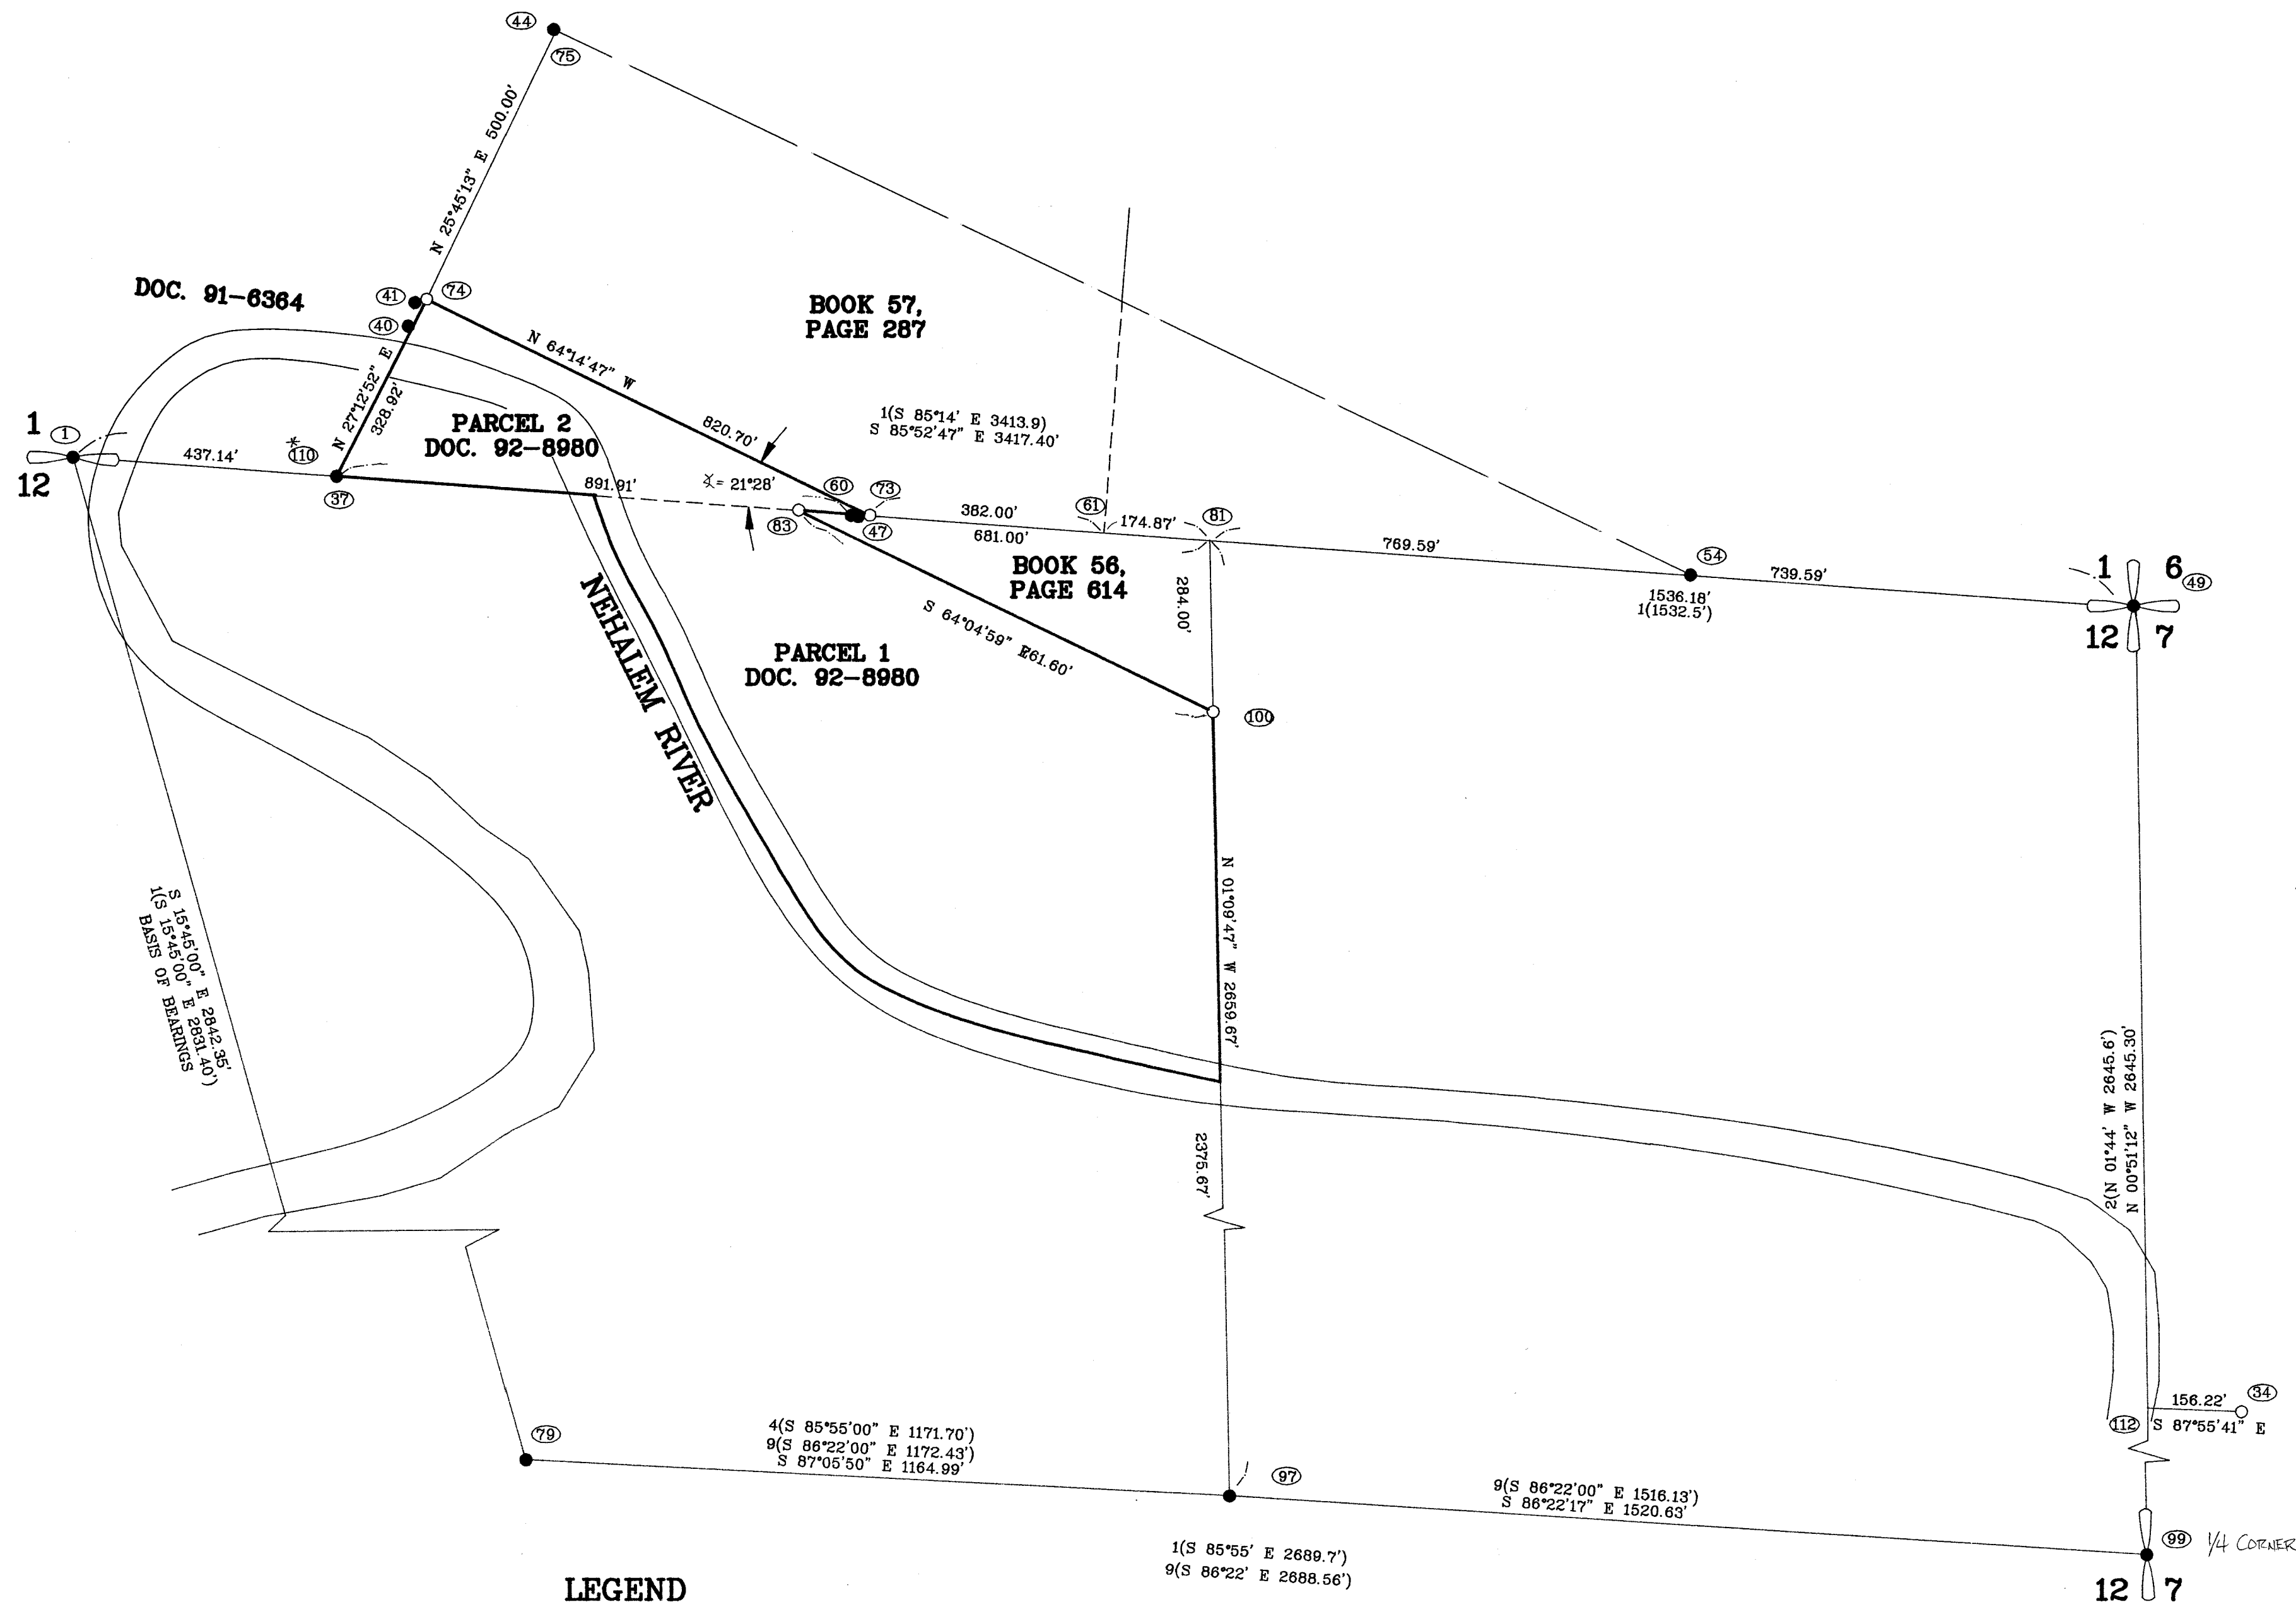 44
75
N 25°45'13" E 500.00'
DOC. 91-6364
41
74
40
BOOK 57,
PAGE 287
N 64°14'47" W
820.70'
N 27°12'52" E
328.92'
1(S 85°14' E 3413.9)
S 85°52'47" E 3417.40'
PARCEL 2
DOC. 92-8980
1
1
12
437.14'
*
110
37
891.91'
∡= 21°28'
60
73
83
47
382.00'
681.00'
61
174.87'
81
769.59'
54
739.59'
1536.18'
1(1532.5')
1
6
49
12
7
BOOK 56,
PAGE 614
284.00'
S 64°04'59" E61.60'
NEHALEM RIVER
PARCEL 1
DOC. 92-8980
100
N 01°09'47" W 2659.67'
S 15°45'00" E 2842.35'
1(S 15°45'00" E 2831.40')
BASIS OF BEARINGS
2375.67'
2(N 01°44' W 2645.6')
N 00°51'12" W 2645.30'
156.22'
34
112
S 87°55'41" E
79
4(S 85°55'00" E 1171.70')
9(S 86°22'00" E 1172.43')
S 87°05'50" E 1164.99'
97
9(S 86°22'00" E 1516.13')
S 86°22'17" E 1520.63'
1(S 85°55' E 2689.7')
9(S 86°22' E 2688.56')
99
1/4 CORNER
12
7
LEGEND